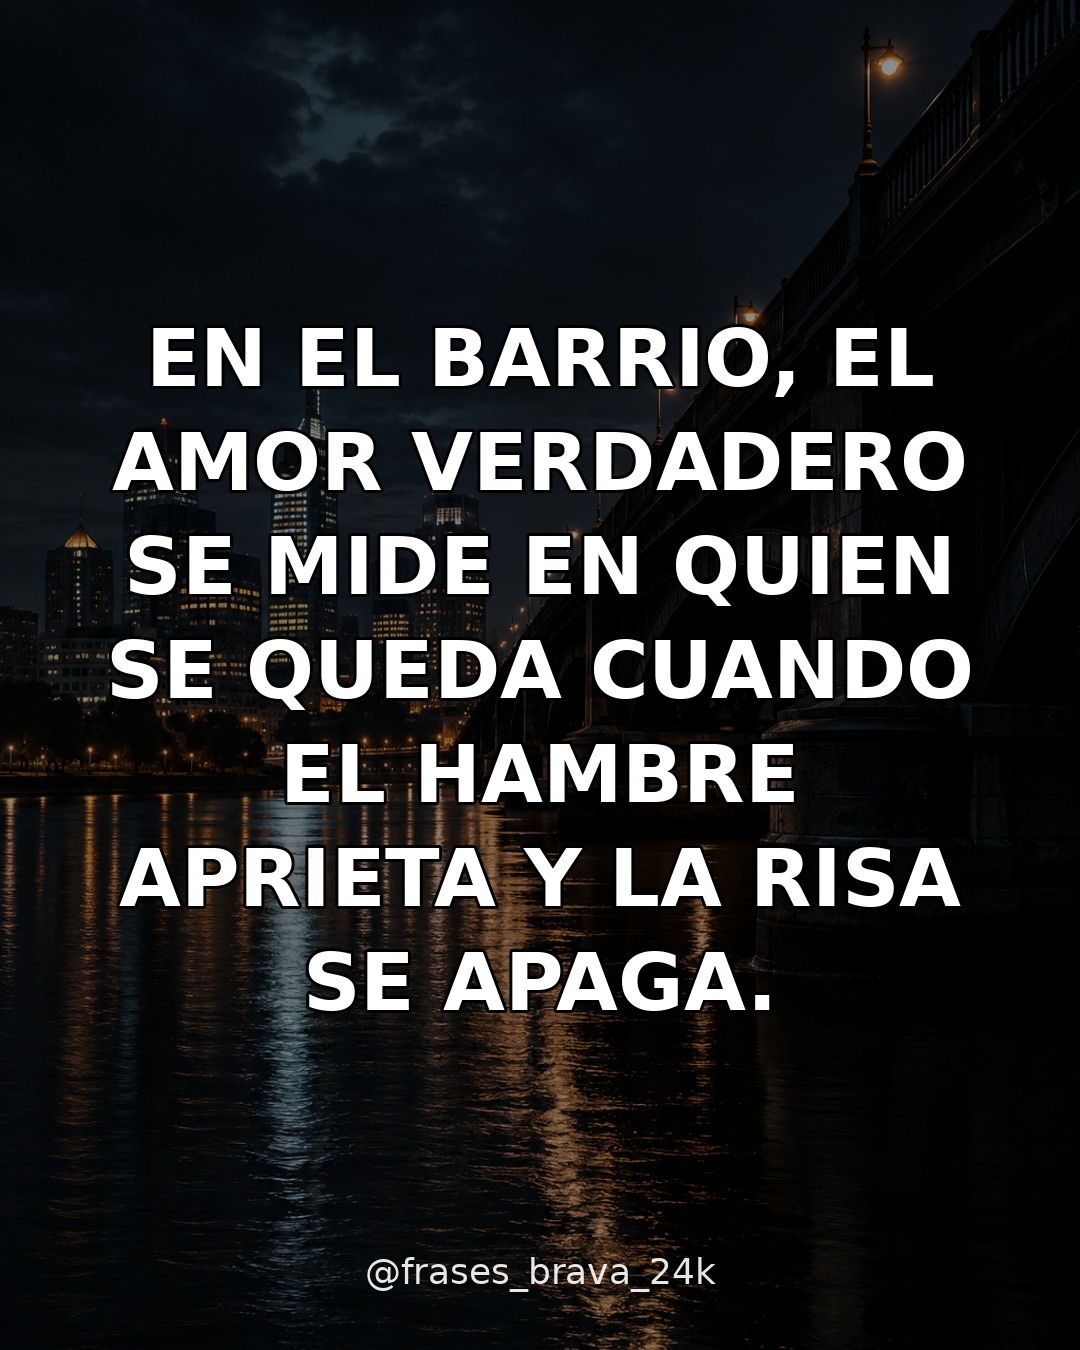 EN EL BARRIO, EL
AMOR VERDADERO
SE MIDE EN QUIEN
SE QUEDA CUANDO
EL HAMBRE
APRIETA Y LA RISA
SE APAGA.
@frases_brava_24k